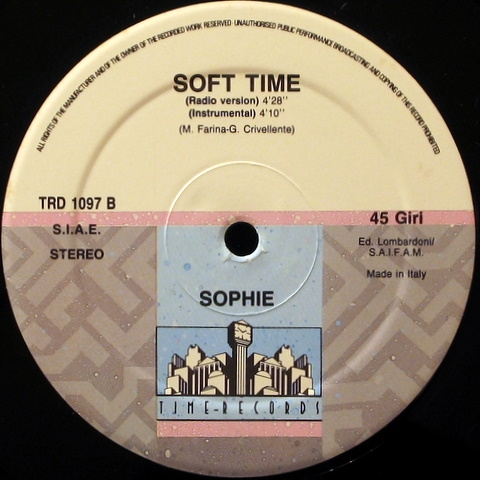 ALL RIGHTS OF THE MANUFACTURER AND OF THE OWNER OF THE RECORDED WORK RESERVED UNAUTHORISED PUBLIC PERFORMANCE BROADCASTING AND COPYING OF THIS RECORD PROHIBITED
SOFT TIME
(Radio version) 4'28''
(Instrumental) 4'10''
(M. Farina-G. Crivellente)
TRD 1097 B
45 Giri
S.I.A.E.
Ed. Lombardoni/
S.A.I.F.A.M.
STEREO
Made in Italy
SOPHIE
TIME-RECORDS